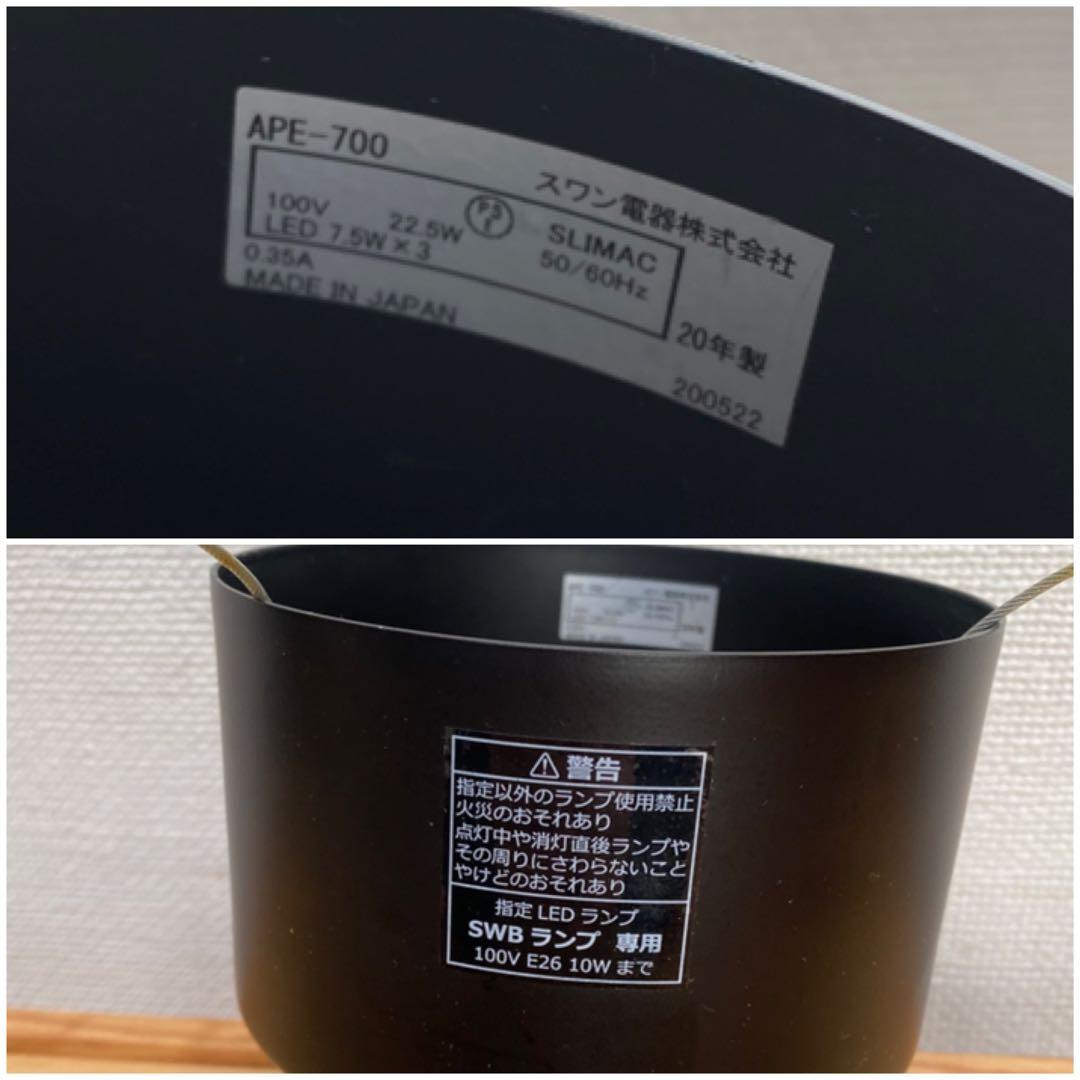 APE-700
スワン電器株式会社
100V 22.5W PSE SLIMAC
LED 7.5W×3 50/60Hz
0.35A
MADE IN JAPAN
20年製
200522
⚠ 警告
指定以外のランプ使用禁止
火災のおそれあり
点灯中や消灯直後ランプや
その周りにさわらないこと
やけどのおそれあり
指定 LED ランプ
SWB ランプ 専用
100V E26 10W まで